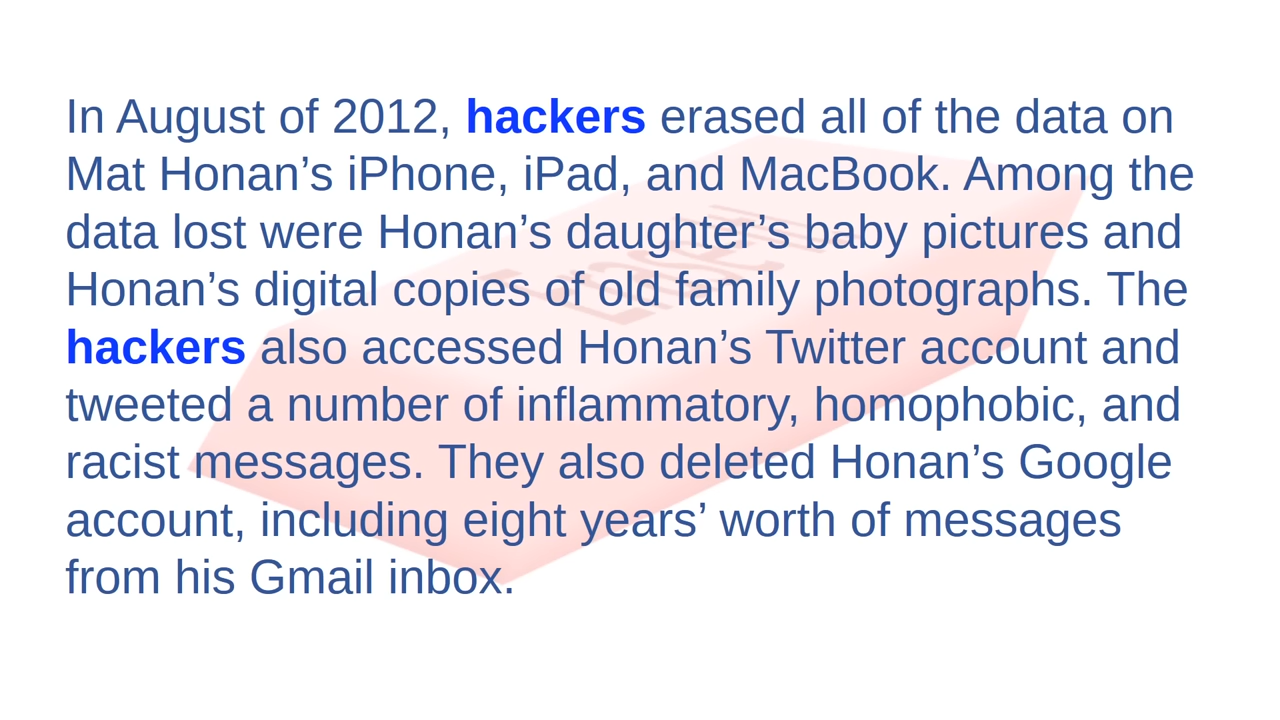 In August of 2012, hackers erased all of the data on
Mat Honan’s iPhone, iPad, and MacBook. Among the
data lost were Honan’s daughter’s baby pictures and
Honan’s digital copies of old family photographs. The
hackers also accessed Honan’s Twitter account and
tweeted a number of inflammatory, homophobic, and
racist messages. They also deleted Honan’s Google
account, including eight years’ worth of messages
from his Gmail inbox.